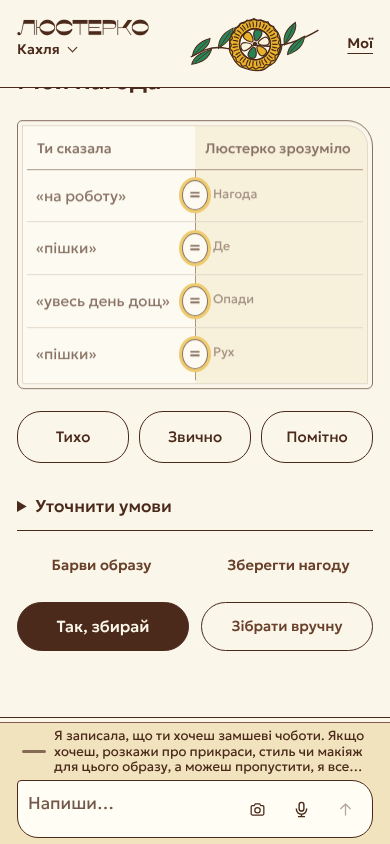 ЛЮСТЕРКО
Кахля
Мої
Моя нагода
Ти сказала
Люстерко зрозуміло
«на роботу»
=
Нагода
«пішки»
=
Де
«увесь день дощ»
=
Опади
«пішки»
=
Рух
Тихо
Звично
Помітно
Уточнити умови
Барви образу
Зберегти нагоду
Так, збирай
Зібрати вручну
Я записала, що ти хочеш замшеві чоботи. Якщо
хочеш, розкажи про прикраси, стиль чи макіяж
для цього образу, а можеш пропустити, я все…
Напиши…